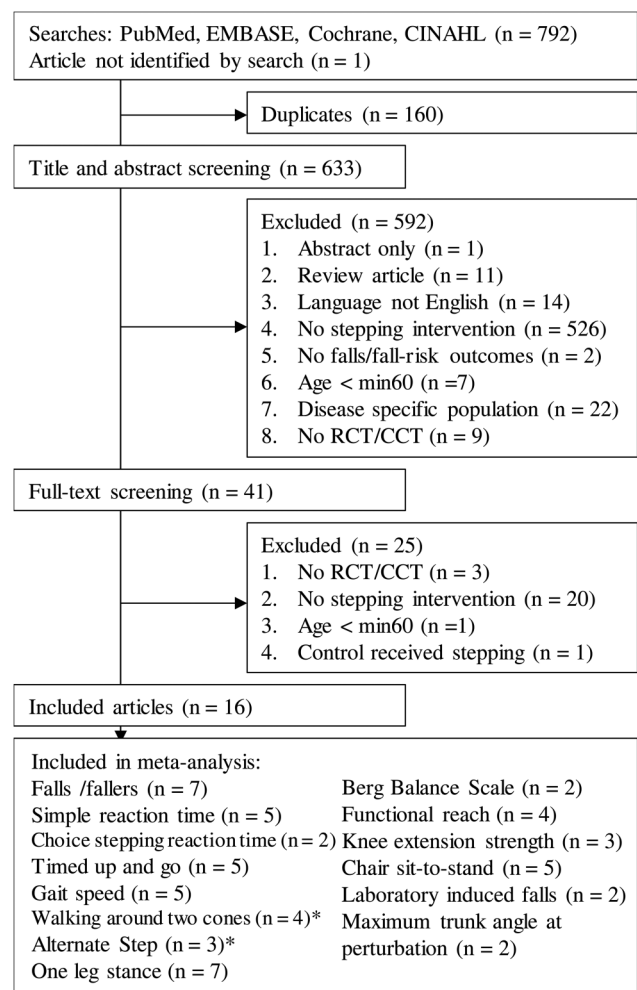 Searches: PubMed, EMBASE, Cochrane, CINAHL (n = 792)
Article not identified by search (n = 1)
Duplicates (n = 160)
Title and abstract screening (n = 633)
Excluded (n = 592)
1. Abstract only (n = 1)
2. Review article (n = 11)
3. Language not English (n = 14)
4. No stepping intervention (n = 526)
5. No falls/fall-risk outcomes (n = 2)
6. Age < min60 (n =7)
7. Disease specific population (n = 22)
8. No RCT/CCT (n = 9)
Full-text screening (n = 41)
Excluded (n = 25)
1. No RCT/CCT (n = 3)
2. No stepping intervention (n = 20)
3. Age < min60 (n =1)
4. Control received stepping (n = 1)
Included articles (n = 16)
Included in meta-analysis:
Falls /fallers (n = 7)
Simple reaction time (n = 5)
Choice stepping reaction time (n = 2)
Timed up and go (n = 5)
Gait speed (n = 5)
Walking around two cones (n = 4)*
Alternate Step (n = 3)*
One leg stance (n = 7)
Berg Balance Scale (n = 2)
Functional reach (n = 4)
Knee extension strength (n = 3)
Chair sit-to-stand (n = 5)
Laboratory induced falls (n = 2)
Maximum trunk angle at
perturbation (n = 2)